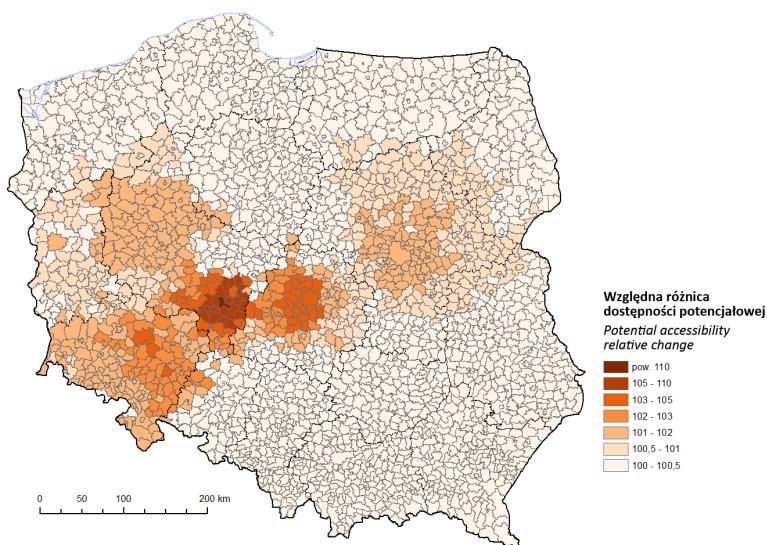 Względna różnica
dostępności potencjałowej
Potential accessibility
relative change
pow. 110
105 - 110
103 - 105
102 - 103
101 - 102
100,5 - 101
100 - 100,5
0 50 100 200 km